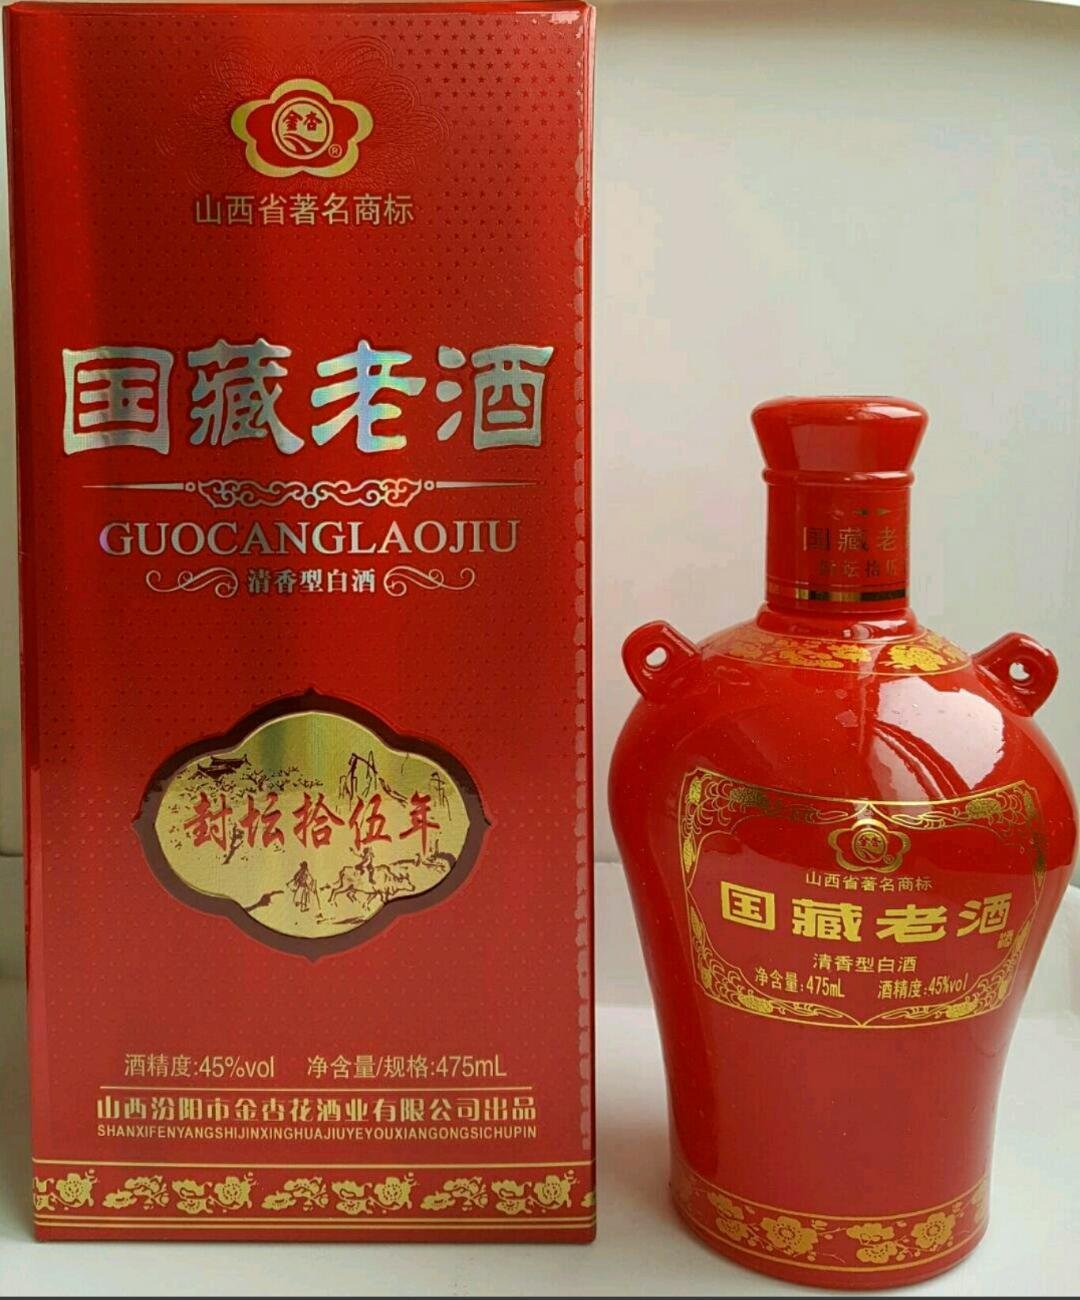 金杏
®
山西省著名商标
国藏老酒
GUOCANGLAOJIU
清香型白酒
封坛拾伍年
酒精度:45%vol 净含量/规格:475mL
山西汾阳市金杏花酒业有限公司出品
SHANXIFENYANGSHIJINXINGHUAJIUYEYOUXIANGONGSICHUPIN
国藏老
封坛拾伍
金杏
山西省著名商标
国藏老酒
清香型白酒
净含量:475mL 酒精度:45%vol